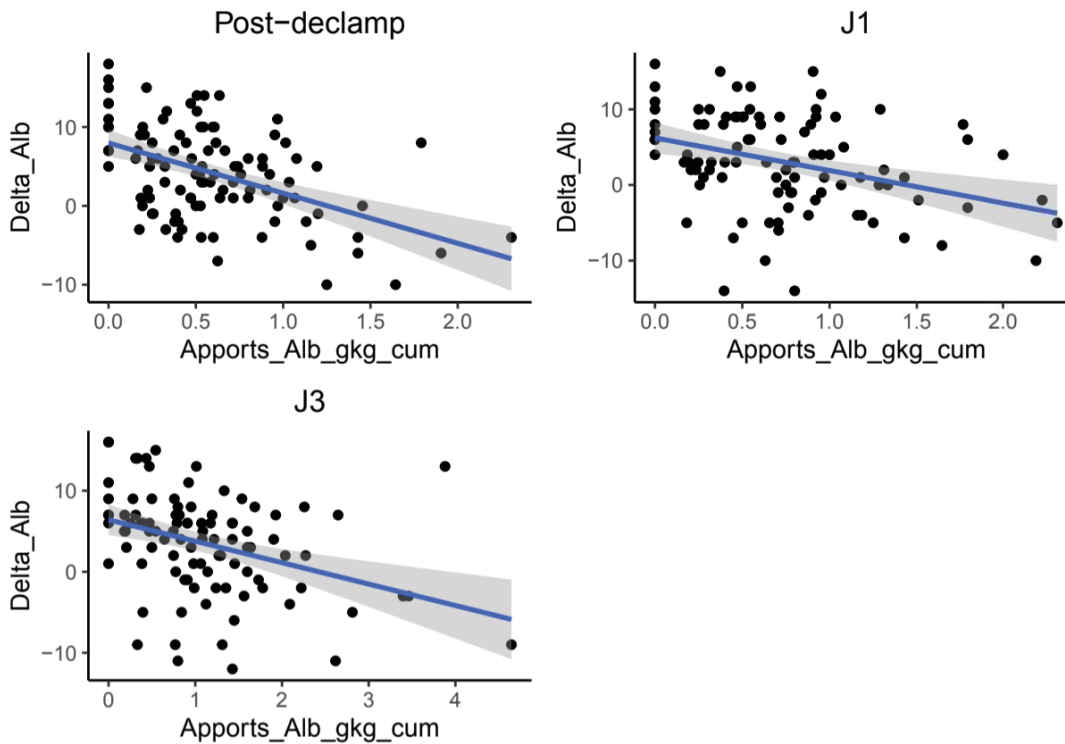 Post−declamp
Delta_Alb
10
0
−10
0.0 0.5 1.0 1.5 2.0
Apports_Alb_gkg_cum
J1
Delta_Alb
10
0
−10
0.0 0.5 1.0 1.5 2.0
Apports_Alb_gkg_cum
J3
Delta_Alb
10
0
−10
0 1 2 3 4
Apports_Alb_gkg_cum